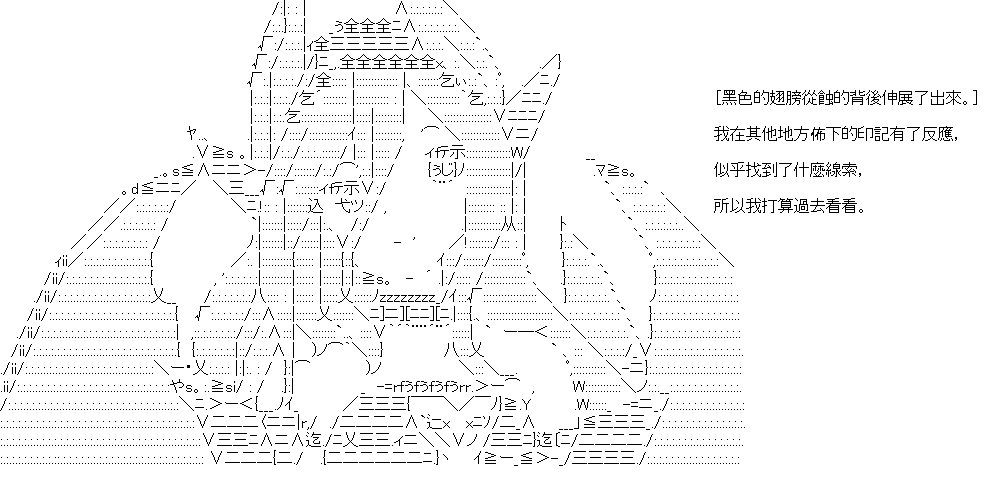 [黑色的翅膀從蝕的背後伸展了出來。]
我在其他地方佈下的印記有了反應，
似乎找到了什麼線索，
所以我打算過去看看。